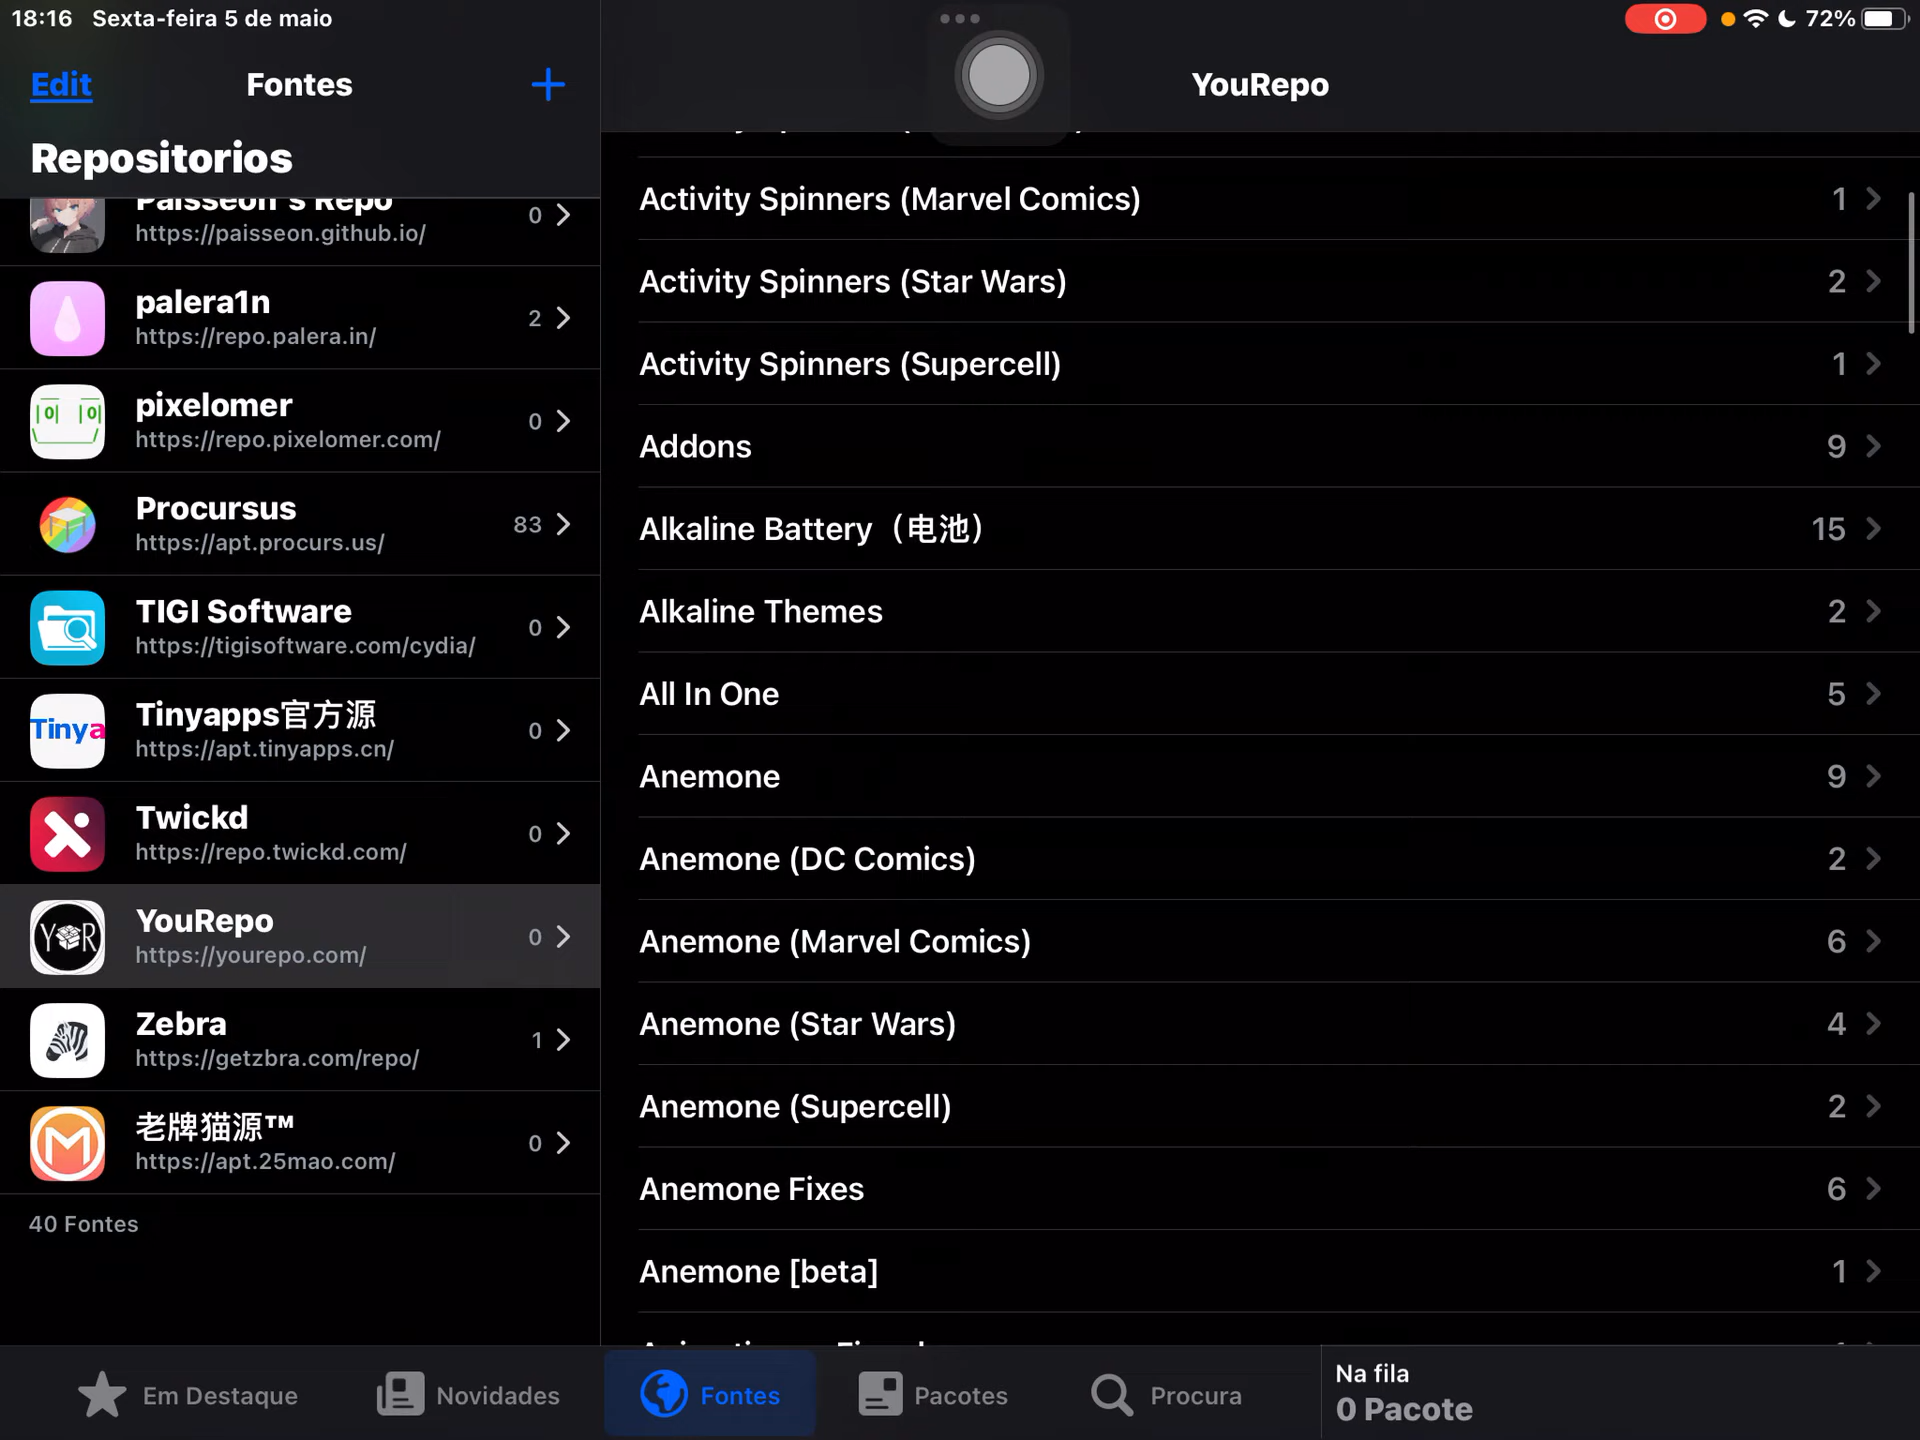 18:16 Sexta-feira 5 de maio
72%
Edit
Fontes
YouRepo
Repositorios
Paisseon's Repo
https://paisseon.github.io/
0
palera1n
https://repo.palera.in/
2
pixelomer
https://repo.pixelomer.com/
0
Procursus
https://apt.procurs.us/
83
TIGI Software
https://tigisoftware.com/cydia/
0
Tinya
Tinyapps官方源
https://apt.tinyapps.cn/
0
Twickd
https://repo.twickd.com/
0
YouRepo
https://yourepo.com/
0
Zebra
https://getzbra.com/repo/
1
老牌猫源™
https://apt.25mao.com/
0
40 Fontes
Activity Spinners (Marvel Comics) 1
Activity Spinners (Star Wars) 2
Activity Spinners (Supercell) 1
Addons 9
Alkaline Battery（电池） 15
Alkaline Themes 2
All In One 5
Anemone 9
Anemone (DC Comics) 2
Anemone (Marvel Comics) 6
Anemone (Star Wars) 4
Anemone (Supercell) 2
Anemone Fixes 6
Anemone [beta] 1
Em Destaque
Novidades
Fontes
Pacotes
Procura
Na fila
0 Pacote